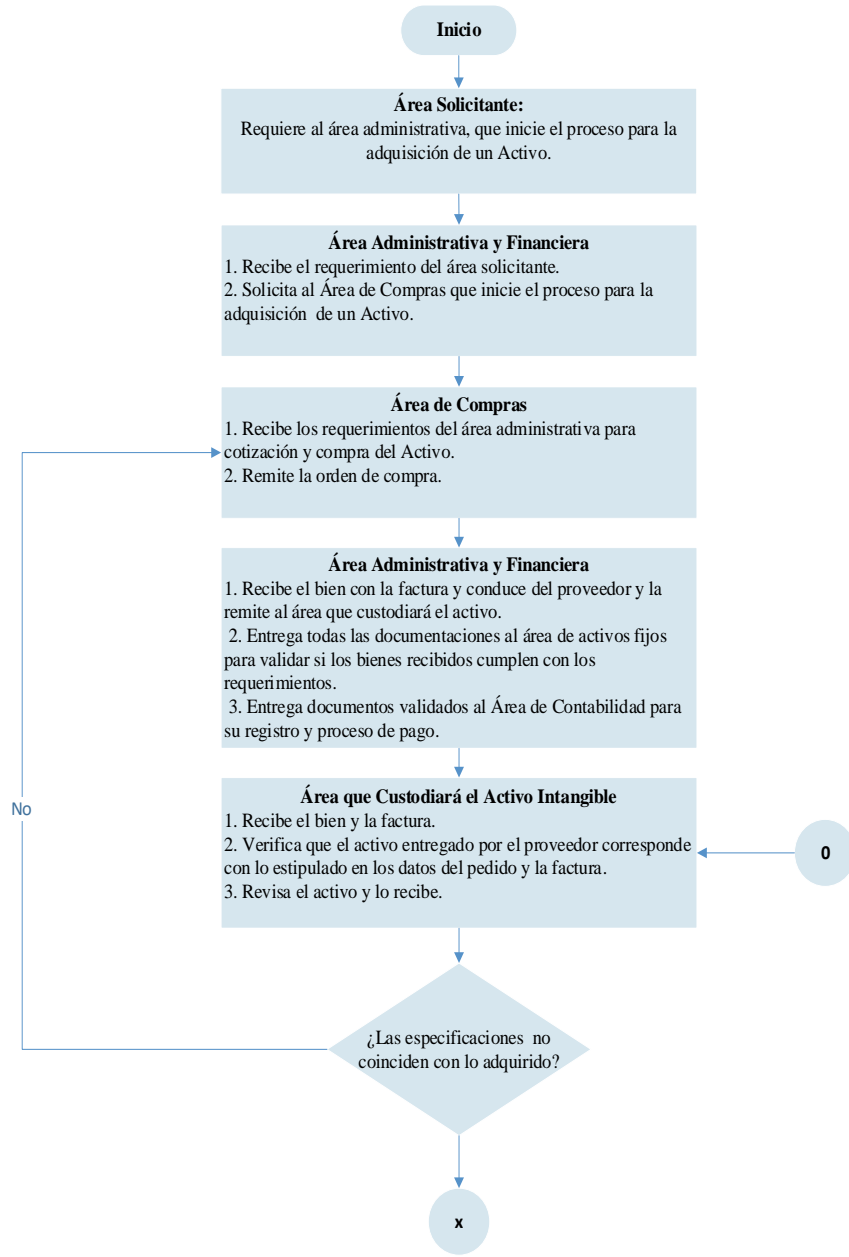 Inicio
Área Solicitante:
Requiere al área administrativa, que inicie el proceso para la
adquisición de un Activo.
Área Administrativa y Financiera
1. Recibe el requerimiento del área solicitante.
2. Solicita al Área de Compras que inicie el proceso para la
adquisición de un Activo.
Área de Compras
1. Recibe los requerimientos del área administrativa para
cotización y compra del Activo.
2. Remite la orden de compra.
Área Administrativa y Financiera
1. Recibe el bien con la factura y conduce del proveedor y la
remite al área que custodiará el activo.
2. Entrega todas las documentaciones al área de activos fijos
para validar si los bienes recibidos cumplen con los
requerimientos.
3. Entrega documentos validados al Área de Contabilidad para
su registro y proceso de pago.
Área que Custodiará el Activo Intangible
1. Recibe el bien y la factura.
2. Verifica que el activo entregado por el proveedor corresponde
con lo estipulado en los datos del pedido y la factura.
3. Revisa el activo y lo recibe.
No
0
¿Las especificaciones no
coinciden con lo adquirido?
x